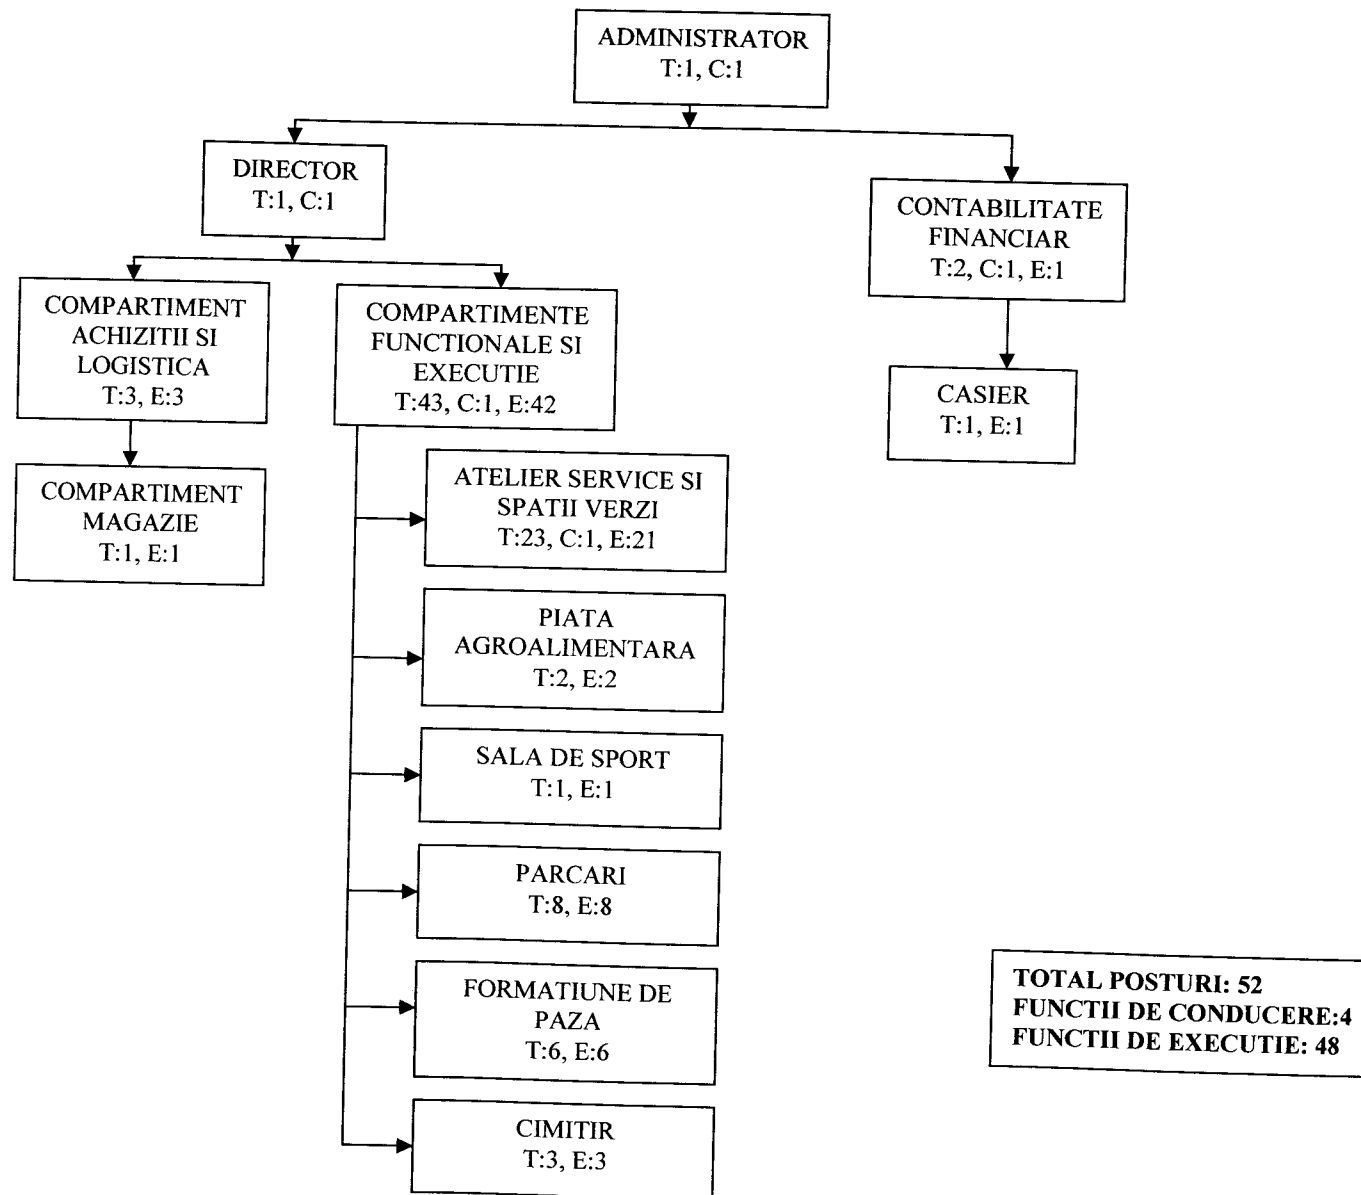 ADMINISTRATOR
T:1, C:1
DIRECTOR
T:1, C:1
CONTABILITATE
FINANCIAR
T:2, C:1, E:1
COMPARTIMENT
ACHIZITII SI
LOGISTICA
T:3, E:3
COMPARTIMENTE
FUNCTIONALE SI
EXECUTIE
T:43, C:1, E:42
CASIER
T:1, E:1
COMPARTIMENT
MAGAZIE
T:1, E:1
ATELIER SERVICE SI
SPATII VERZI
T:23, C:1, E:21
PIATA
AGROALIMENTARA
T:2, E:2
SALA DE SPORT
T:1, E:1
PARCARI
T:8, E:8
FORMATIUNE DE
PAZA
T:6, E:6
CIMITIR
T:3, E:3
TOTAL POSTURI: 52
FUNCTII DE CONDUCERE:4
FUNCTII DE EXECUTIE: 48